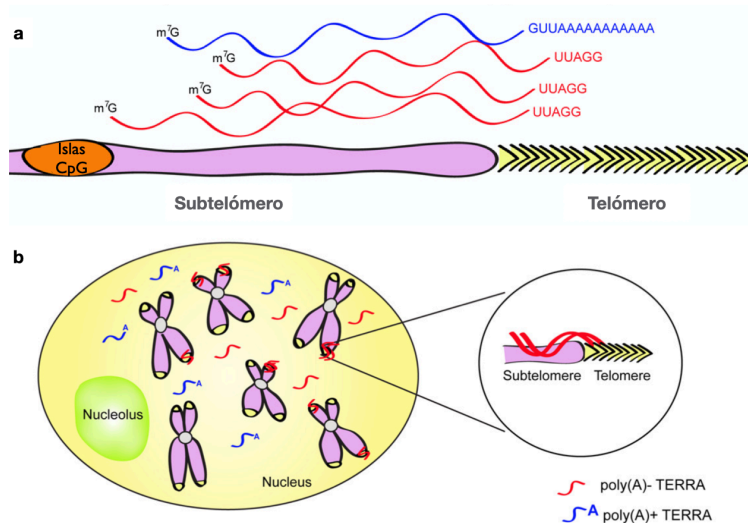 a
m⁷G GUUAAAAAAAAAAA
m⁷G UUAGG
m⁷G UUAGG
m⁷G UUAGG
Islas
CpG
Subtelómero Telómero
b
A
A
A
A
A
A
Nucleolus
Nucleus
Subtelomere Telomere
poly(A)- TERRA
A poly(A)+ TERRA